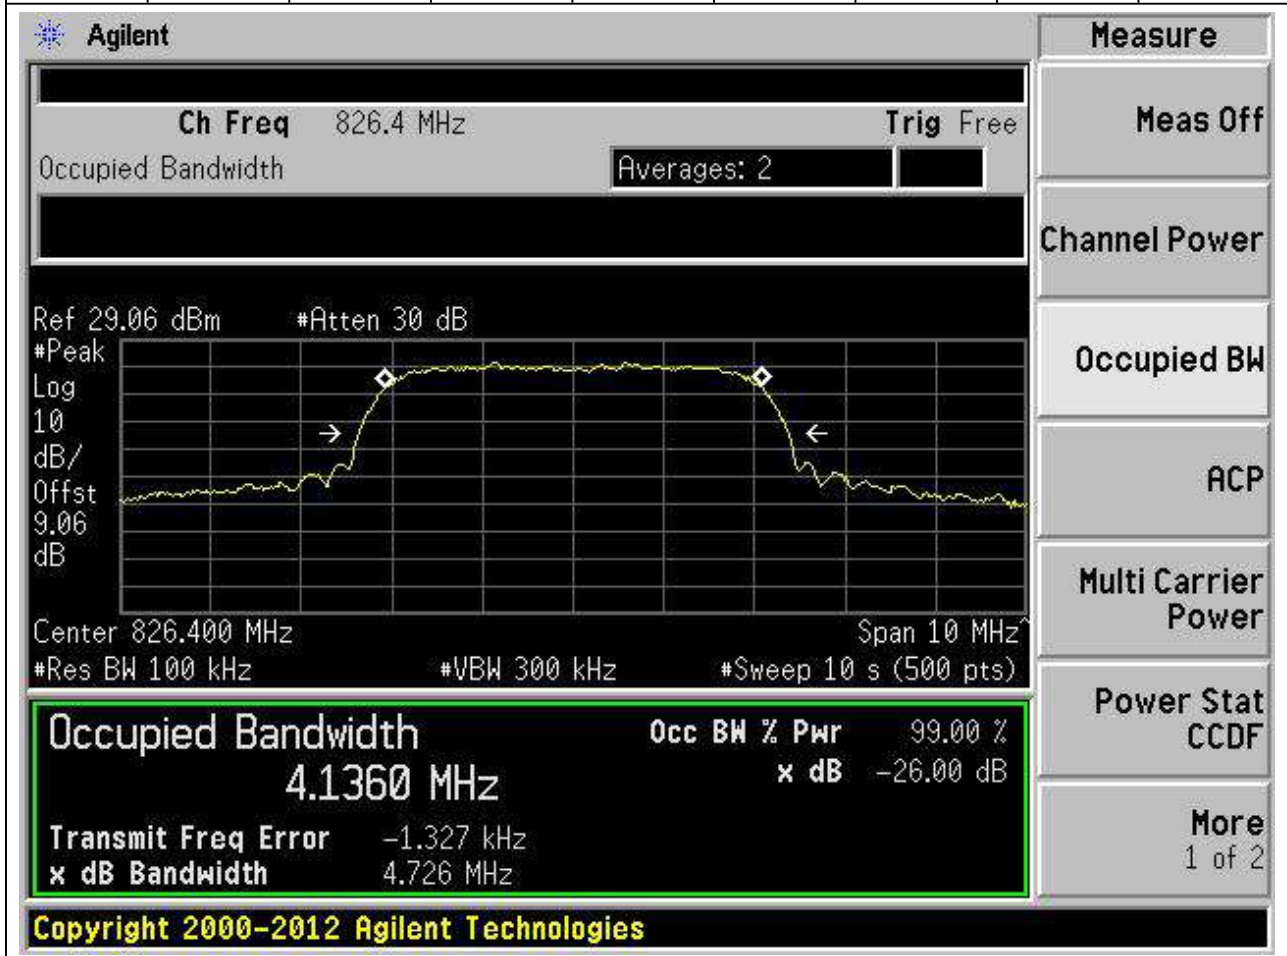 Agilent
Measure
Ch Freq 826.4 MHz Trig Free
Occupied Bandwidth Averages: 2
Meas Off
Channel Power
Occupied BW
ACP
Multi Carrier
Power
Power Stat
CCDF
More
1 of 2
Ref 29.06 dBm #Atten 30 dB
#Peak
Log
10
dB/
Offst
9.06
dB
Center 826.400 MHz Span 10 MHz^
#Res BW 100 kHz #VBW 300 kHz #Sweep 10 s (500 pts)
Occupied Bandwidth Occ BW % Pwr 99.00 %
4.1360 MHz x dB -26.00 dB
Transmit Freq Error -1.327 kHz
x dB Bandwidth 4.726 MHz
Copyright 2000-2012 Agilent Technologies